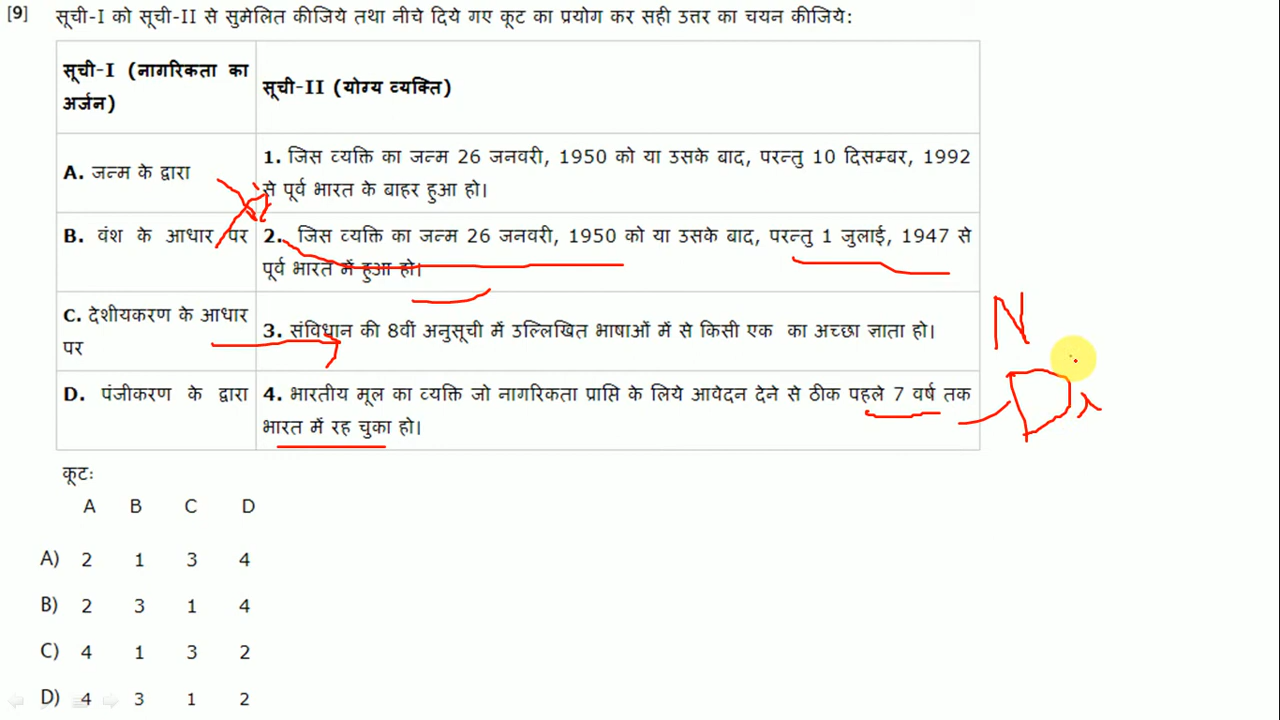 [9] सूची-I को सूची-II से सुमेलित कीजिये तथा नीचे दिये गए कूट का प्रयोग कर सही उत्तर का चयन कीजिये:
सूची-I (नागरिकता का
अर्जन)
सूची-II (योग्य व्यक्ति)
A. जन्म के द्वारा
1. जिस व्यक्ति का जन्म 26 जनवरी, 1950 को या उसके बाद, परन्तु 10 दिसम्बर, 1992
से पूर्व भारत के बाहर हुआ हो।
B. वंश के आधार पर
2. जिस व्यक्ति का जन्म 26 जनवरी, 1950 को या उसके बाद, परन्तु 1 जुलाई, 1947 से
पूर्व भारत में हुआ हो।
C. देशीयकरण के आधार
पर
3. संविधान की 8वीं अनुसूची में उल्लिखित भाषाओं में से किसी एक का अच्छा ज्ञाता हो।
D. पंजीकरण के द्वारा
4. भारतीय मूल का व्यक्ति जो नागरिकता प्राप्ति के लिये आवेदन देने से ठीक पहले 7 वर्ष तक
भारत में रह चुका हो।
N
कूटः
A B C D
A) 2 1 3 4
B) 2 3 1 4
C) 4 1 3 2
D) 4 3 1 2